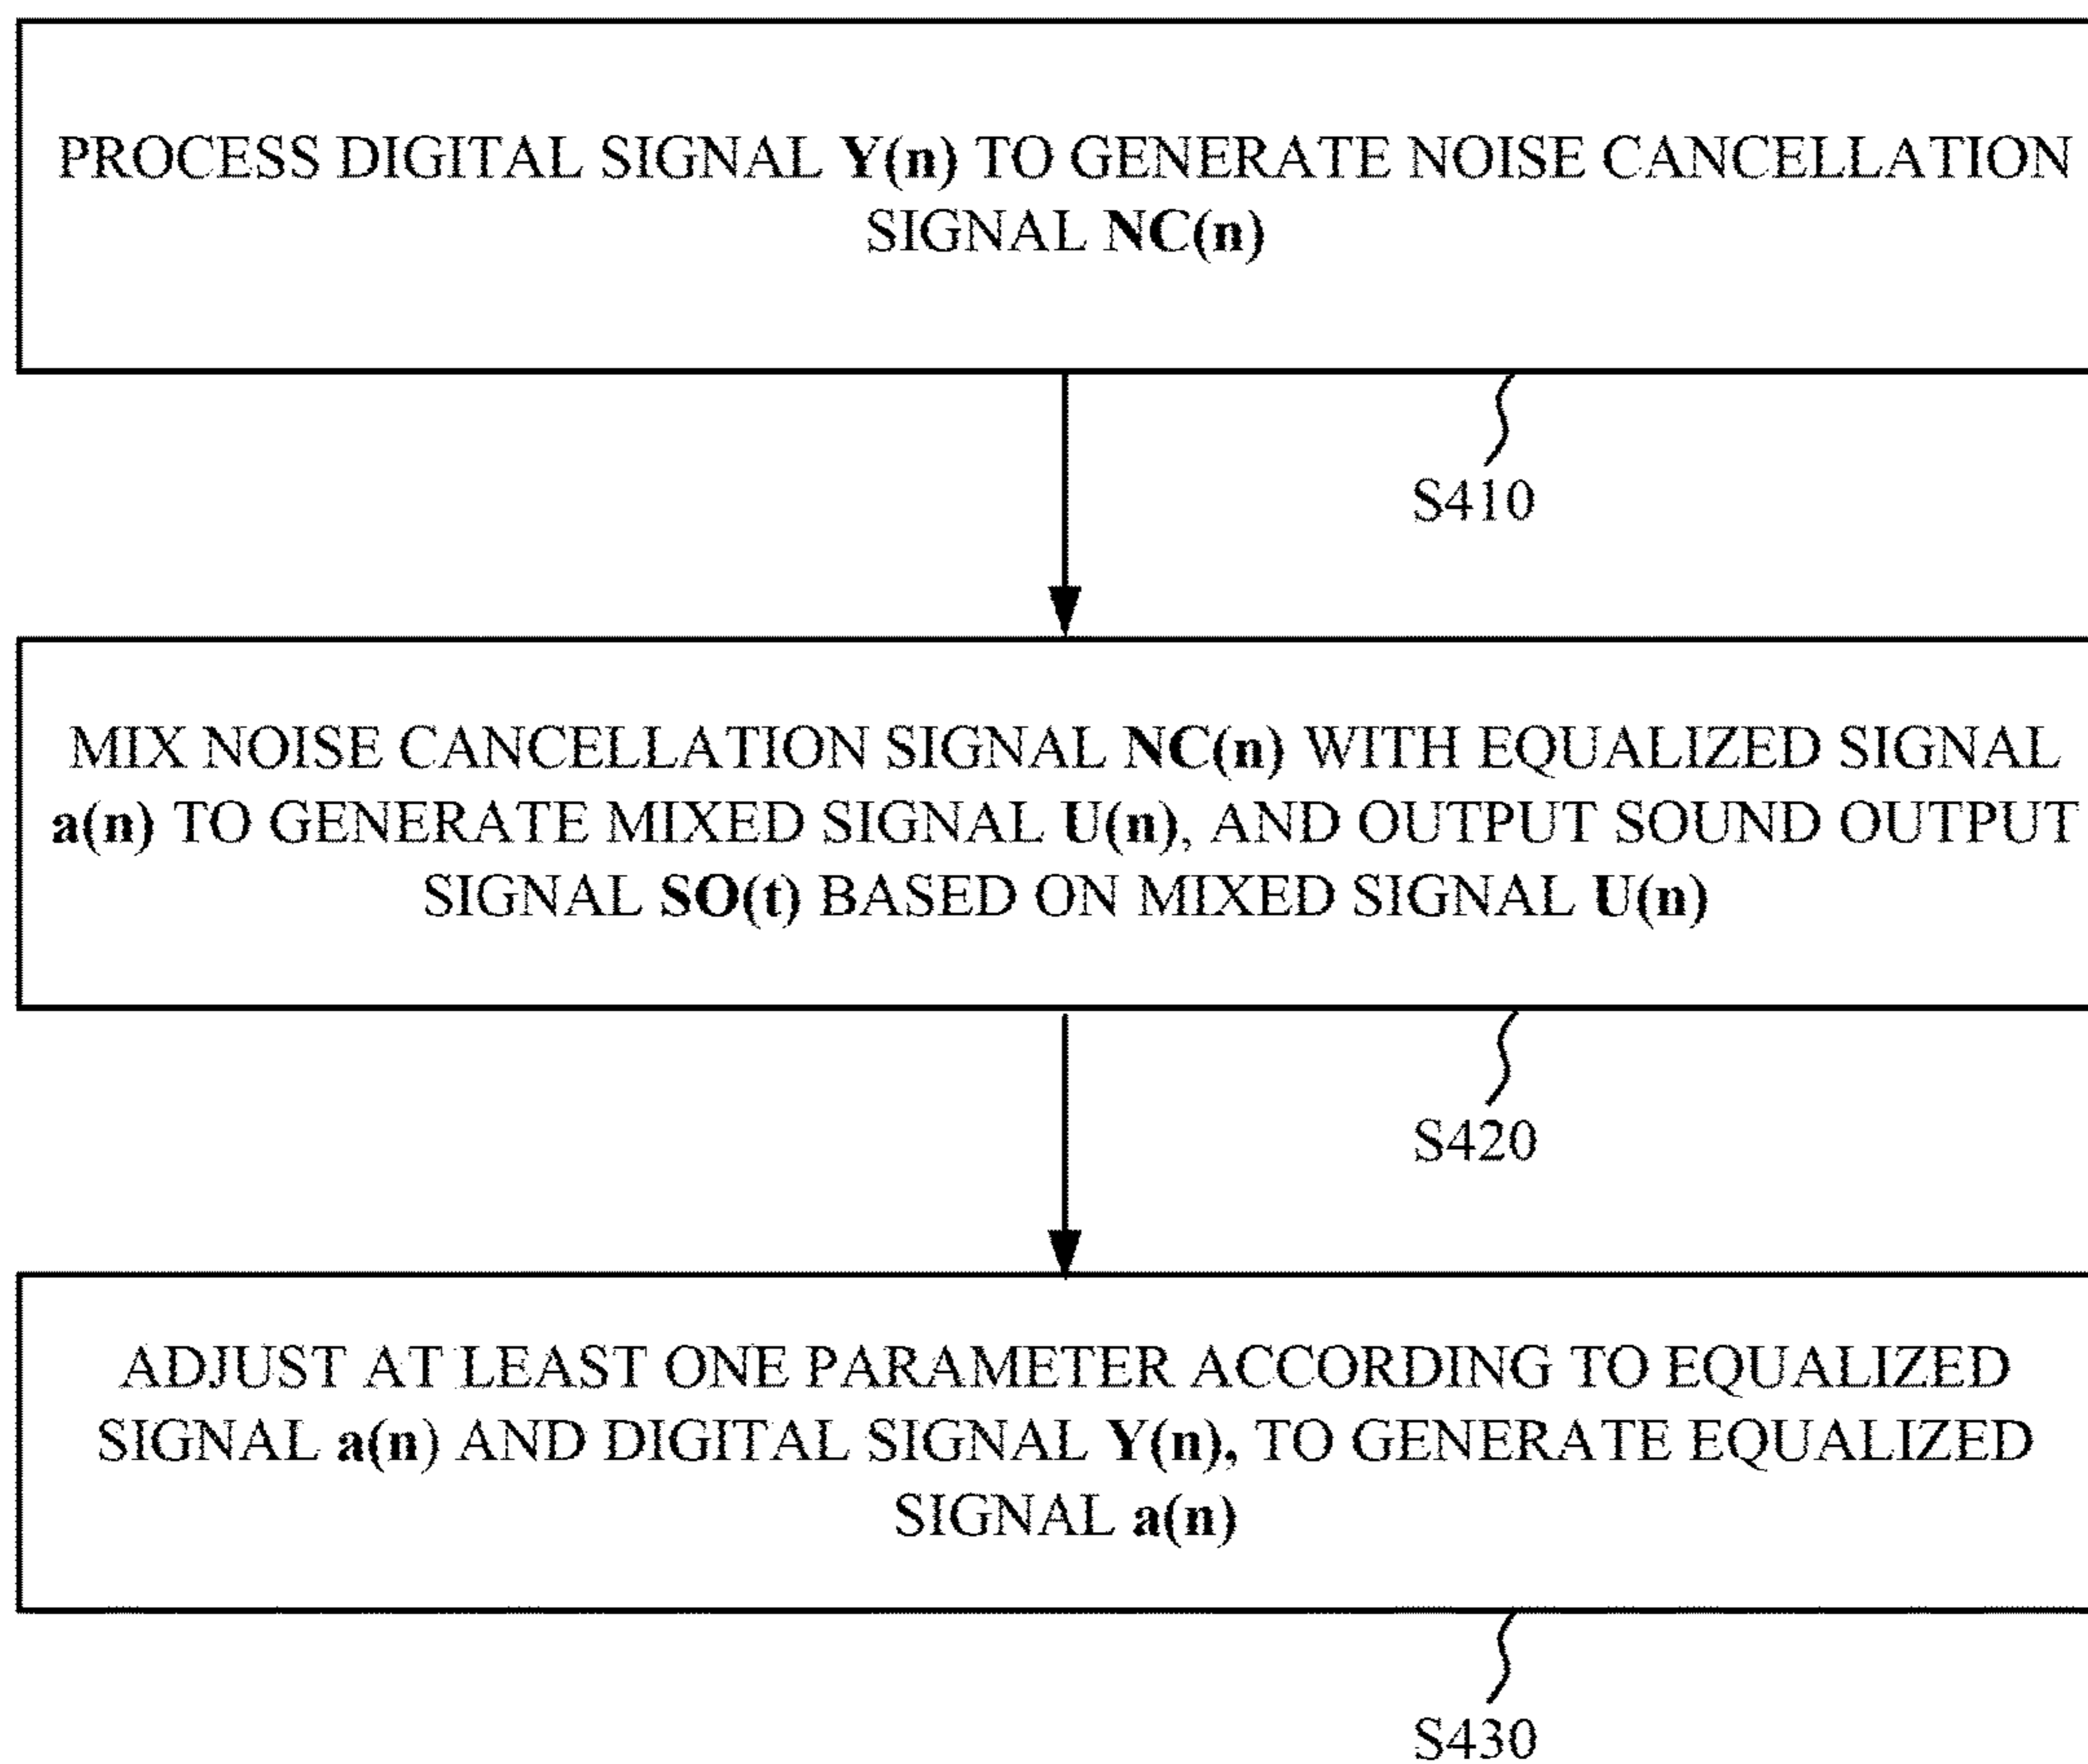 PROCESS DIGITAL SIGNAL Y(n) TO GENERATE NOISE CANCELLATION
SIGNAL NC(n)
S410
MIX NOISE CANCELLATION SIGNAL NC(n) WITH EQUALIZED SIGNAL
a(n) TO GENERATE MIXED SIGNAL U(n), AND OUTPUT SOUND OUTPUT
SIGNAL SO(t) BASED ON MIXED SIGNAL U(n)
S420
ADJUST AT LEAST ONE PARAMETER ACCORDING TO EQUALIZED
SIGNAL a(n) AND DIGITAL SIGNAL Y(n), TO GENERATE EQUALIZED
SIGNAL a(n)
S430